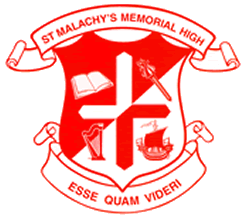 ST MALACHY'S MEMORIAL HIGH
ESSE QUAM VIDERI